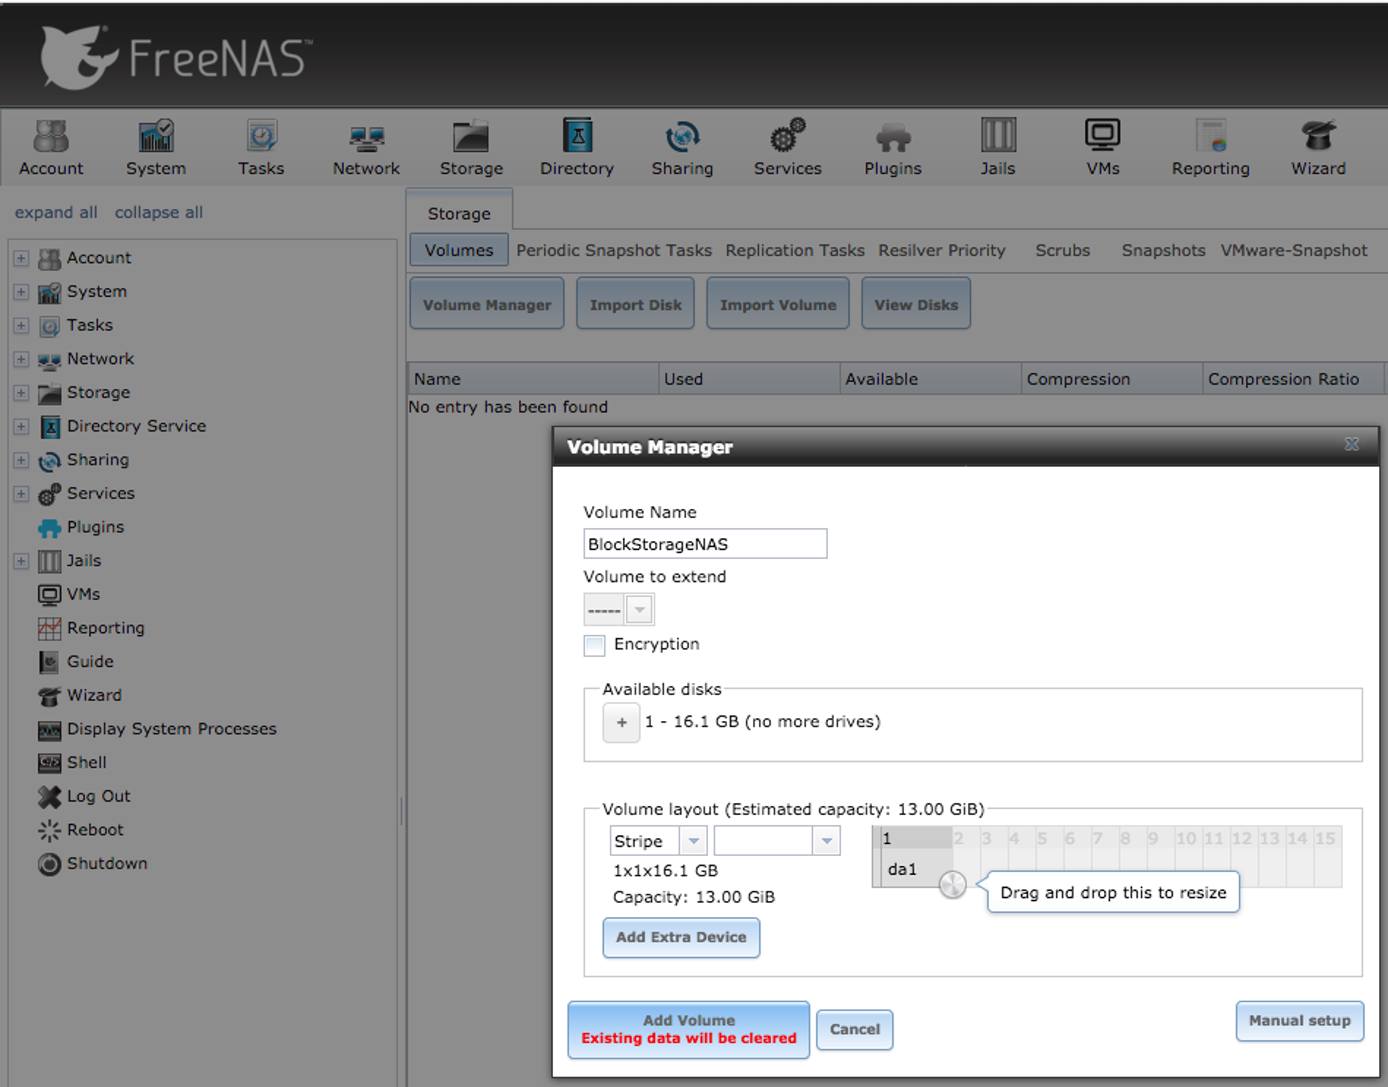 FreeNAS™
Account System Tasks Network Storage Directory Sharing Services Plugins Jails VMs Reporting Wizard
expand all collapse all
Account
System
Tasks
Network
Storage
Directory Service
Sharing
Services
Plugins
Jails
VMs
Reporting
Guide
Wizard
Display System Processes
Shell
Log Out
Reboot
Shutdown
Storage
Volumes Periodic Snapshot Tasks Replication Tasks Resilver Priority Scrubs Snapshots VMware-Snapshot
Volume Manager Import Disk Import Volume View Disks
Name Used Available Compression Compression Ratio
No entry has been found
Volume Manager
Volume Name
BlockStorageNAS
Volume to extend
-----
Encryption
Available disks
+ 1 - 16.1 GB (no more drives)
Volume layout (Estimated capacity: 13.00 GiB)
Stripe
1x1x16.1 GB
Capacity: 13.00 GiB
1 2 3 4 5 6 7 8 9 10 11 12 13 14 15
da1
Drag and drop this to resize
Add Extra Device
Add Volume
Existing data will be cleared
Cancel
Manual setup